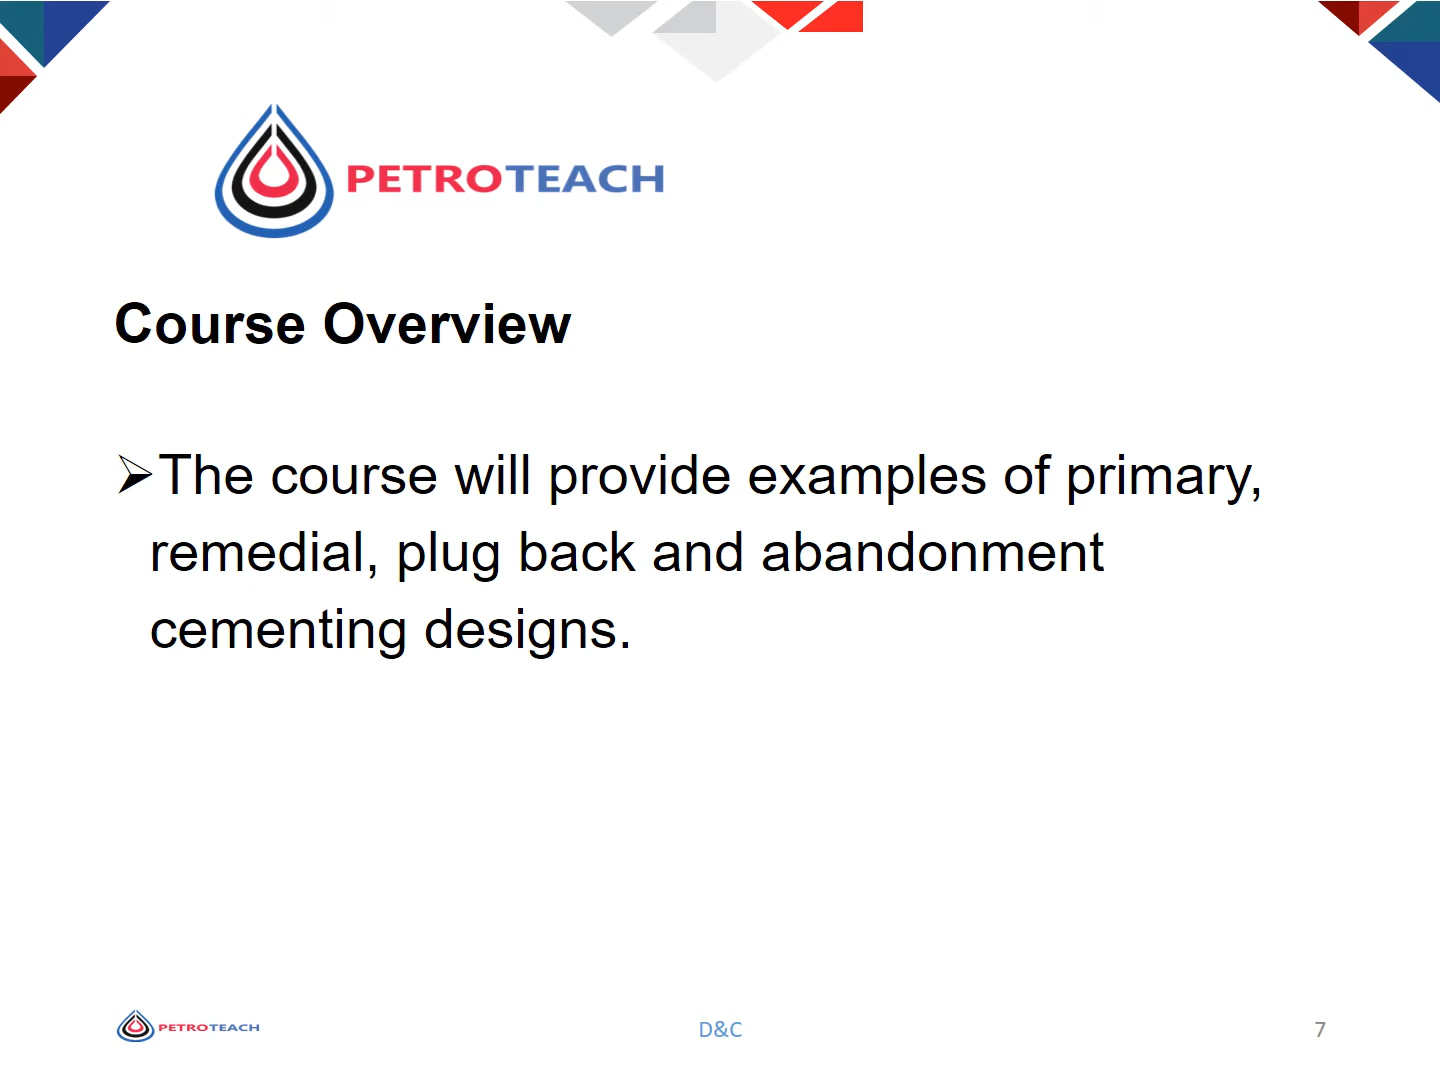 PETROTEACH
Course Overview
➢The course will provide examples of primary,
remedial, plug back and abandonment
cementing designs.
PETROTEACH
D&C
7